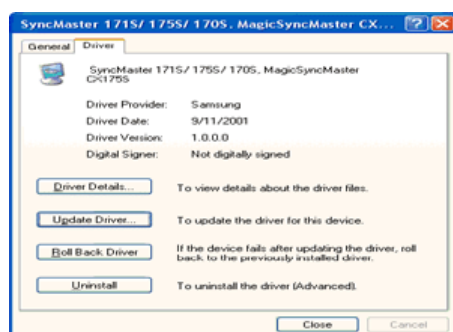 SyncMaster 171S/ 175S/ 170S, MagicSyncMaster CX...
General Driver
SyncMaster 171S/ 175S/ 170S, MagicSyncMaster
CX175S
Driver Provider: Samsung
Driver Date: 9/11/2001
Driver Version: 1.0.0.0
Digital Signer: Not digitally signed
Driver Details... To view details about the driver files.
Update Driver... To update the driver for this device.
Roll Back Driver If the device fails after updating the driver, roll
back to the previously installed driver.
Uninstall To uninstall the driver (Advanced).
Close Cancel